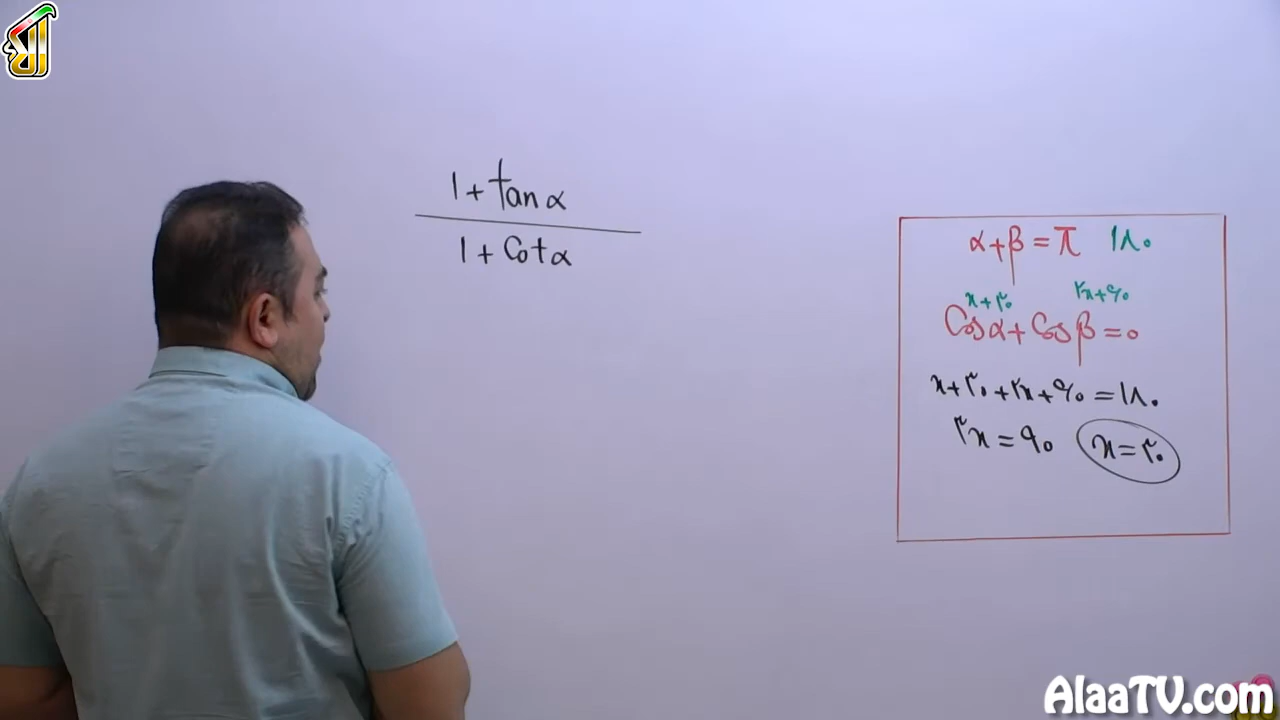 1 + tan α
1 + Cot α
α + β = π ۱۸۰
x + ۳۰ ۲x + ۹۰
Cos α + Cos β = ۰
x + ۳۰ + ۲x + ۹۰ = ۱۸۰
۳x = ۹۰ x = ۳۰
AlaaTV.com